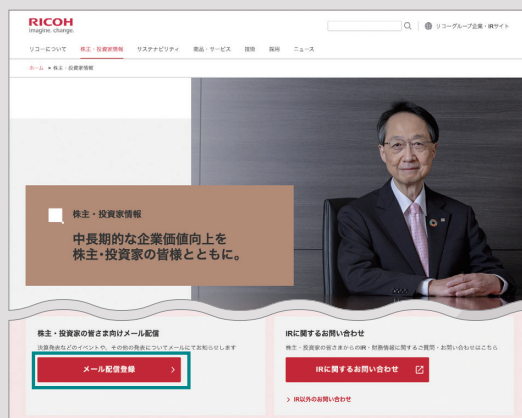 RICOH
imagine. change.
リコーグループ企業・IRサイト
リコーについて 株主・投資家情報 サステナビリティ 商品・サービス 技術 採用 ニュース
ホーム 株主・投資家情報
株主・投資家情報
中長期的な企業価値向上を
株主・投資家の皆様とともに。
株主・投資家の皆さま向けメール配信
決算発表などのイベントや、その他の発表についてメールにてお知らせします
メール配信登録
IRに関するお問い合わせ
株主・投資家の皆さまからのIR・財務情報に関するご質問・お問い合わせはこちら
IRに関するお問い合わせ
IR以外のお問い合わせ